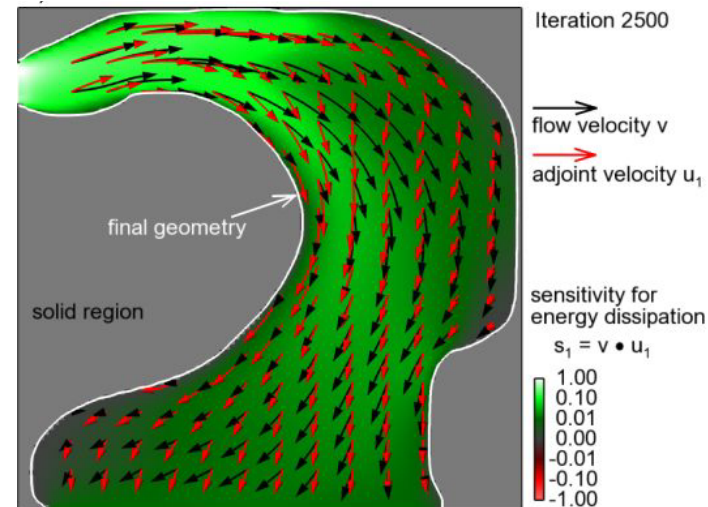 Iteration 2500
flow velocity v
adjoint velocity u₁
final geometry
solid region
sensitivity for
energy dissipation
s₁ = v • u₁
1.00
0.10
0.01
0.00
-0.01
-0.10
-1.00